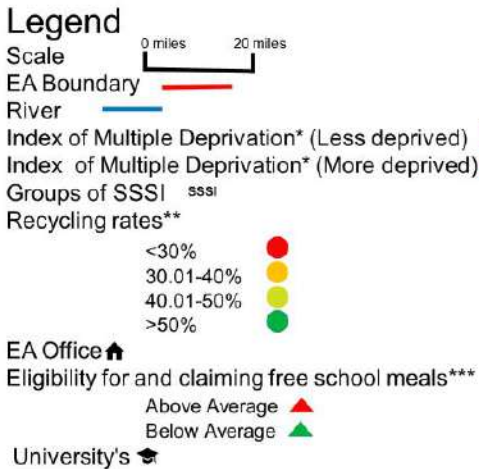 Legend
0 miles 20 miles
Scale
EA Boundary
River
Index of Multiple Deprivation* (Less deprived)
Index of Multiple Deprivation* (More deprived)
Groups of SSSI SSSI
Recycling rates**
<30%
30.01-40%
40.01-50%
>50%
EA Office
Eligibility for and claiming free school meals***
Above Average
Below Average
University's